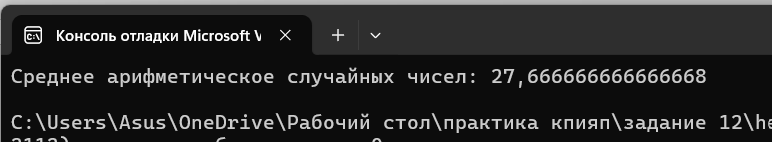 Консоль отладки Microsoft V
Среднее арифметическое случайных чисел: 27,666666666666668
C:\Users\Asus\OneDrive\Рабочий стол\практика кпияп\задание 12\he